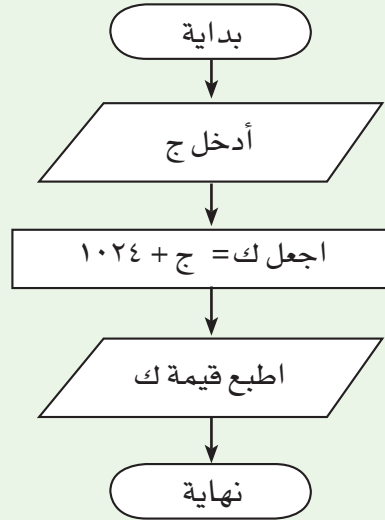 بداية
أدخل ج
اجعل ك = ج + ١٠٢٤
اطبع قيمة ك
نهاية